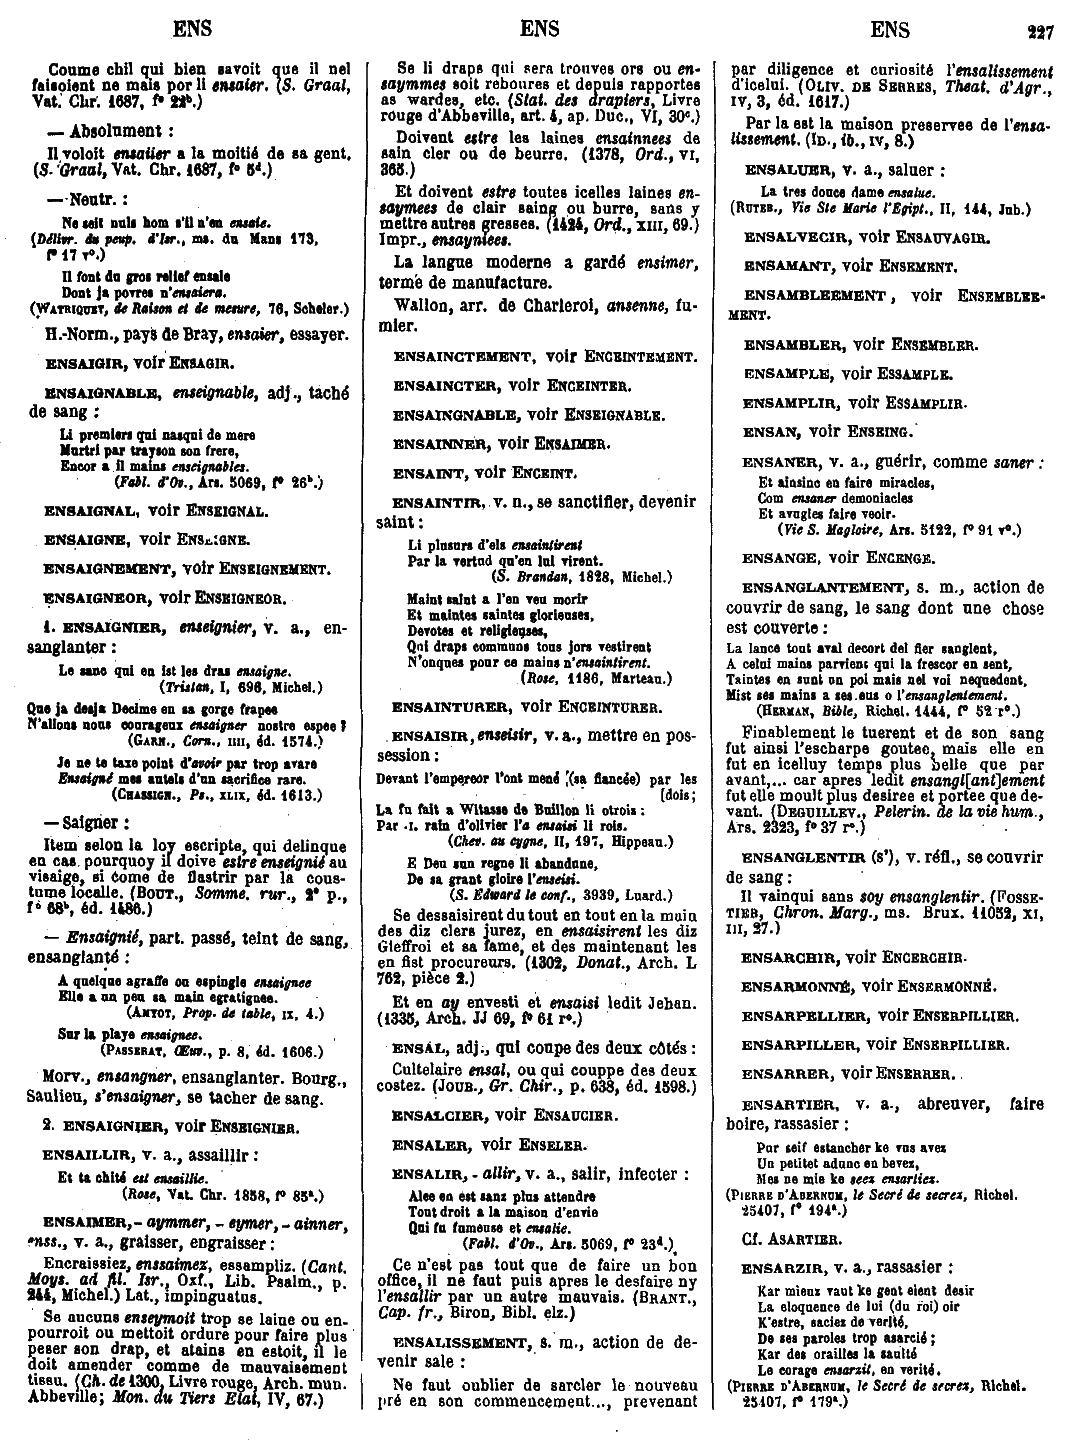 ENS
ENS
ENS
227
Coume chil qui bien savoit que il nel
faisoient ne mais por li ensaier. (S. Graal,
Vat. Chr. 1687, f° 22b.)
— Absolument :
Il voloit ensaiier a la moitié de sa gent.
(S. Graal, Vat. Chr. 1687, f° 5d.)
— Neutr. :
Ne seit nuls hom s'il n'en ensaie.
(Délivr. du peup. d'Isr., ms. du Mans 173,
f° 17 v°.)
Il font du gros relief ensaie
Dont ja povres n'ensaiera.
(WATRIQUET, de Raison et de mesure, 76, Scheler.)
H.-Norm., pays de Bray, ensaier, essayer.
ENSAIGIR, voir ENSAGIR.
ENSAIGNABLE, enseignable, adj., taché
de sang :
Li premiers qui nasqui de mere
Murtri par trayson son frere,
Encor a il mains enseignables.
(Fabl. d'Ov., Ars. 5069, f° 26b.)
ENSAIGNAL, voir ENSEIGNAL.
ENSAIGNE, voir ENSEIGNE.
ENSAIGNEMENT, voir ENSEIGNEMENT.
ENSAIGNEOR, voir ENSEIGNEOR.
1. ENSAIGNIER, enseignier, v. a., en-
sanglanter :
Le sanc qui en ist les dras ensaigne.
(Tristan, I, 696, Michel.)
Que ja desja Decime en sa gorge frapee
N'allons nous courageux ensaigner nostre espee ?
(GARN., Corn., IIII, éd. 1574.)
Je ne te taxe point d'avoir par trop avare
Ensaigné mes autels d'un sacrifice rare.
(CHASSIGN., Ps., XLIX, éd. 1613.)
— Saigner :
Item selon la loy escripte, qui delinque
en cas pourquoy il doive estre enseignié au
visaige, si come de flastrir par la cous-
tume localle. (BOUT., Somme. rur., 2e p.,
f° 68b, éd. 1486.)
— Ensaignié, part. passé, teint de sang,
ensanglanté :
A quelque agraffe ou espingle ensaignee
Elle a un peu sa main egratignee.
(AMYOT, Prop. de table, IX, 4.)
Sur la playe ensaignee.
(PASSERAT, Œuv., p. 8, éd. 1606.)
Morv., ensangner, ensanglanter. Bourg.,
Saulieu, s'ensaigner, se tacher de sang.
2. ENSAIGNIER, voir ENSEIGNIER.
ENSAILLIR, v. a., assaillir :
Et ta chité est ensaillie.
(Rose, Vat. Chr. 1858, f° 85a.)
ENSAIMER, - aymmer, - eymer, - ainner,
enss., v. a., graisser, engraisser :
Encraissiez, enssaimez, essampliz. (Cant.
Moys. ad fil. Isr., Oxf., Lib. Psalm., p.
244, Michel.) Lat., impinguatus.
Se aucuns enseymoit trop se laine ou en-
pourroit ou mettoit ordure pour faire plus
peser son drap, et atains en estoit, il le
doit amender comme de mauvaisement
tissu. (Ch. de 1300, Livre rouge, Arch. mun.
Abbeville; Mon. du Tiers Etat, IV, 67.)
Se li draps qui sera trouves ors ou en-
saymmes soit reboures et depuis rapportes
as wardes, etc. (Stat. des drapiers, Livre
rouge d'Abbeville, art. 4, ap. Duc., VI, 30c.)
Doivent estre les laines ensainnees de
sain cler ou de beurre. (1378, Ord., VI,
365.)
Et doivent estre toutes icelles laines en-
saymees de clair saing ou burre, sans y
mettre autres gresses. (1424, Ord., XIII, 69.)
Impr., ensayniees.
La langue moderne a gardé ensimer,
terme de manufacture.
Wallon, arr. de Charleroi, ansenne, fu-
mier.
ENSAINCTEMENT, voir ENCEINTEMENT.
ENSAINCTER, voir ENCEINTER.
ENSAINGNABLE, voir ENSEIGNABLE.
ENSAINNER, voir ENSAIMER.
ENSAINT, voir ENCEINT.
ENSAINTIR, v. n., se sanctifier, devenir
saint :
Li plusurs d'els ensaintirent
Par la vertud qu'en lui virent.
(S. Brandan, 1828, Michel.)
Maint saint a l'en veu morir
Et maintes saintes glorieuses,
Devotes et religieuses,
Qui draps communs tous jors vestirent
N'onques pour ce mains n'ensaintirent.
(Rose, 1186, Marteau.)
ENSAINTURER, voir ENCEINTURER.
ENSAISIR, enseisir, v. a., mettre en pos-
session :
Devant l'empereor l'ont mené (sa fiancée) par les
[dois;
La fu fait a Witasse de Buillon li otrois :
Par .I. rain d'olivier l'a ensaisi li rois.
(Chev. au cygne, II, 197, Hippeau.)
E Deu sun regne li abandune,
De sa grant gloire l'enseisi.
(S. Edward le conf., 3939, Luard.)
Se dessaisirent du tout en tout en la main
des diz clers jurez, en ensaisirent les diz
Gieffroi et sa fame, et des maintenant les
en fist procureurs. (1302, Donat., Arch. L
762, pièce 2.)
Et en ay envesti et ensaisi ledit Jehan.
(1335, Arch. JJ 69, f° 61 r°.)
ENSAL, adj., qui coupe des deux côtés :
Cultelaire ensal, ou qui couppe des deux
costez. (JOUB., Gr. Chir., p. 638, éd. 1598.)
ENSALCIER, voir ENSAUCIER.
ENSALER, voir ENSELER.
ENSALIR, - allir, v. a., salir, infecter :
Alee en est sanz plus attendre
Tout droit a la maison d'envie
Qui fu fumeuse et ensalie.
(Fabl. d'Ov., Ars. 5069, f° 23d.)
Ce n'est pas tout que de faire un bon
office, il ne faut puis apres le desfaire ny
l'ensallir par un autre mauvais. (BRANT.,
Cap. fr., Biron, Bibl. elz.)
ENSALISSEMENT, s. m., action de de-
venir sale :
Ne faut oublier de sarcler le nouveau
pré en son commencement..., prevenant
par diligence et curiosité l'ensalissement
d'icelui. (OLIV. DE SERRES, Theat. d'Agr.,
IV, 3, éd. 1617.)
Par la est la maison preservee de l'ensa-
lissement. (ID., ib., IV, 8.)
ENSALUER, v. a., saluer :
La tres douce dame ensalue.
(RUTEB., Vie Ste Marie l'Egipt., II, 144, Jub.)
ENSALVECIR, voir ENSAUVAGIR.
ENSAMANT, voir ENSEMENT.
ENSAMBLEEMENT, voir ENSEMBLEE-
MENT.
ENSAMBLER, voir ENSEMBLER.
ENSAMPLE, voir ESSAMPLE.
ENSAMPLIR, voir ESSAMPLIR.
ENSAN, voir ENSEING.
ENSANER, v. a., guérir, comme saner :
Et ainsinc en faire miracles,
Com ensaner demoniacles
Et avugles faire veoir.
(Vie S. Magloire, Ars. 5122, f° 91 v°.)
ENSANGE, voir ENCENGE.
ENSANGLANTEMENT, s. m., action de
couvrir de sang, le sang dont une chose
est couverte :
La lance tout aval decort del fier sanglent,
A celui mains parvient qui la frescor en sent,
Taintes en sunt un poi mais nel voi nequedent,
Mist ses mains a ses eus o l'ensanglentement.
(HERMAN, Bible, Richel. 1444, f° 52 r°.)
Finablement le tuerent et de son sang
fut ainsi l'escharpe goutee, mais elle en
fut en icelluy temps plus belle que par
avant,... car apres ledit ensangl[ant]ement
fut elle moult plus desiree et portee que de-
vant. (DEGUILLEV., Pelerin. de la vie hum.,
Ars. 2323, f° 37 r°.)
ENSANGLENTIR (s'), v. réfl., se couvrir
de sang :
Il vainqui sans soy ensanglentir. (FOSSE-
TIER, Chron. Marg., ms. Brux. 11052, XI,
III, 27.)
ENSARCHIR, voir ENCERCHIR.
ENSARMONNÉ, voir ENSERMONNÉ.
ENSARPELLIER, voir ENSERPILLIER.
ENSARPILLER, voir ENSERPILLIER.
ENSARRER, voir ENSERRER.
ENSARTIER, v. a., abreuver, faire
boire, rassasier :
Por seif estancher ke vus avez
Un petitet adunc en bevez,
Mes ne mie ke seez ensartiez.
(PIERRE D'ABERNUM, le Secré de secrez, Richel.
25407, f° 194a.)
Cf. ASARTIER.
ENSARZIR, v. a., rassasier :
Kar mieux vaut ke gent eient desir
La eloquence de lui (du roi) oir
K'estre, saciez de verité,
De ses paroles trop asarcié ;
Kar des orailles la saulté
Le corage ensarzit, en verité.
(PIERRE D'ABERNUM, le Secré de secrez, Richel.
25407, f° 179a.)